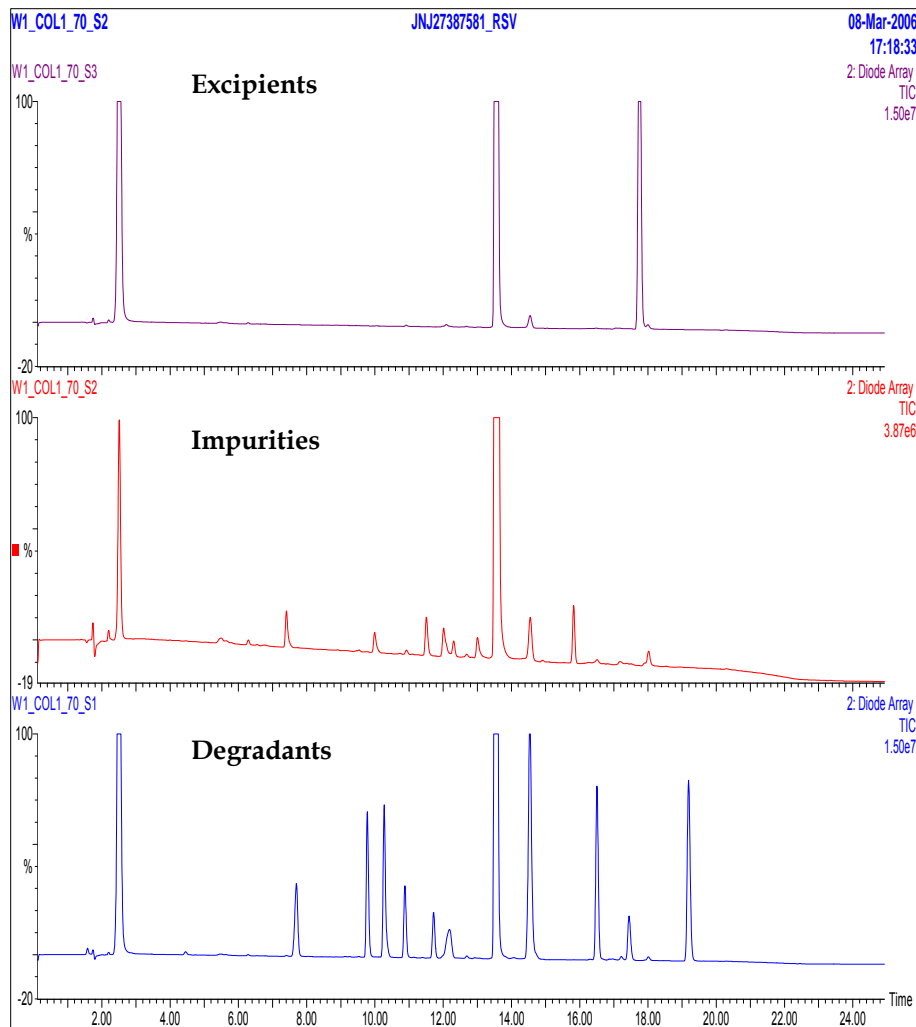 W1_COL1_70_S2 JNJ27387581_RSV 08-Mar-2006
17:18:33
W1_COL1_70_S3 2: Diode Array
TIC
1.50e7
Excipients
100
%
-20
W1_COL1_70_S2 2: Diode Array
TIC
3.87e6
Impurities
100
%
-19
W1_COL1_70_S1 2: Diode Array
TIC
1.50e7
Degradants
100
%
-20
Time
2.00 4.00 6.00 8.00 10.00 12.00 14.00 16.00 18.00 20.00 22.00 24.00